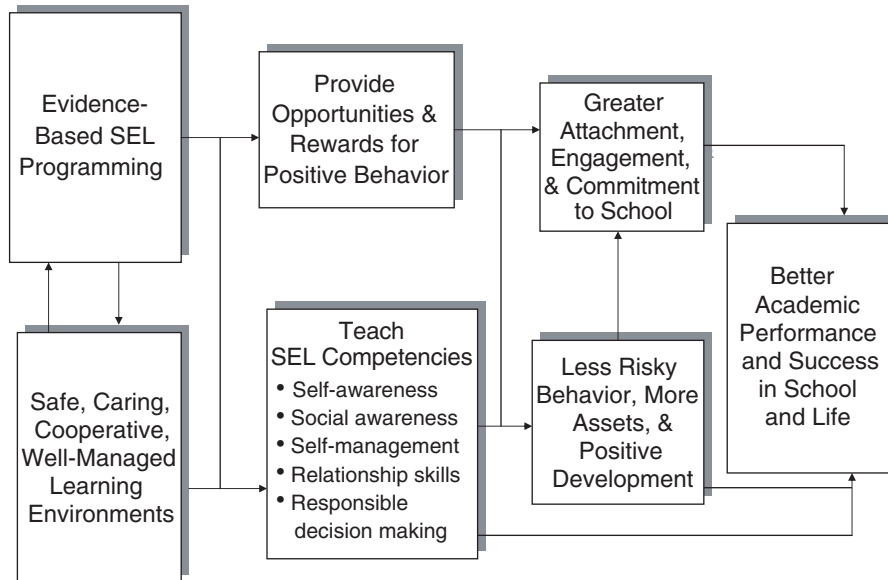 Evidence-
Based SEL
Programming
Provide
Opportunities &
Rewards for
Positive Behavior
Greater
Attachment,
Engagement,
& Commitment
to School
Safe, Caring,
Cooperative,
Well-Managed
Learning
Environments
Teach
SEL Competencies
• Self-awareness
• Social awareness
• Self-management
• Relationship skills
• Responsible
decision making
Less Risky
Behavior, More
Assets, &
Positive
Development
Better
Academic
Performance
and Success
in School
and Life